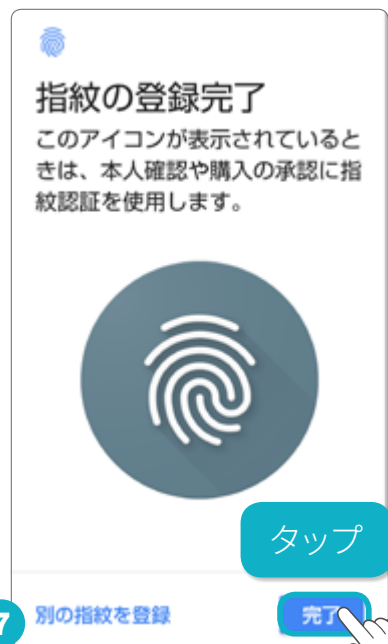 指紋の登録完了
このアイコンが表示されていると
きは、本人確認や購入の承認に指
紋認証を使用します。
タップ
7
別の指紋を登録
完了